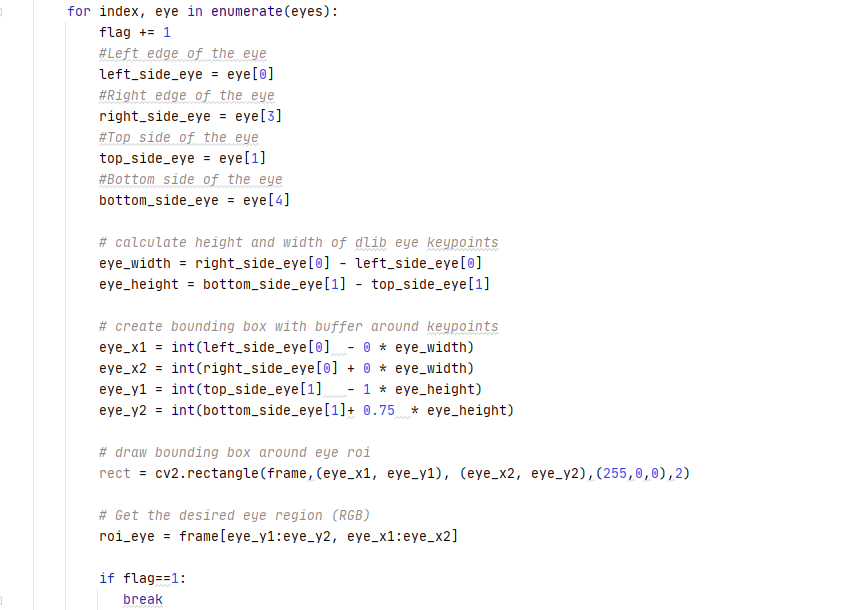 for index, eye in enumerate(eyes):
    flag += 1
    #Left edge of the eye
    left_side_eye = eye[0]
    #Right edge of the eye
    right_side_eye = eye[3]
    #Top side of the eye
    top_side_eye = eye[1]
    #Bottom side of the eye
    bottom_side_eye = eye[4]

    # calculate height and width of dlib eye keypoints
    eye_width = right_side_eye[0] - left_side_eye[0]
    eye_height = bottom_side_eye[1] - top_side_eye[1]

    # create bounding box with buffer around keypoints
    eye_x1 = int(left_side_eye[0]  - 0 * eye_width)
    eye_x2 = int(right_side_eye[0] + 0 * eye_width)
    eye_y1 = int(top_side_eye[1]   - 1 * eye_height)
    eye_y2 = int(bottom_side_eye[1]+ 0.75  * eye_height)

    # draw bounding box around eye roi
    rect = cv2.rectangle(frame,(eye_x1, eye_y1), (eye_x2, eye_y2),(255,0,0),2)

    # Get the desired eye region (RGB)
    roi_eye = frame[eye_y1:eye_y2, eye_x1:eye_x2]

    if flag==1:
       break